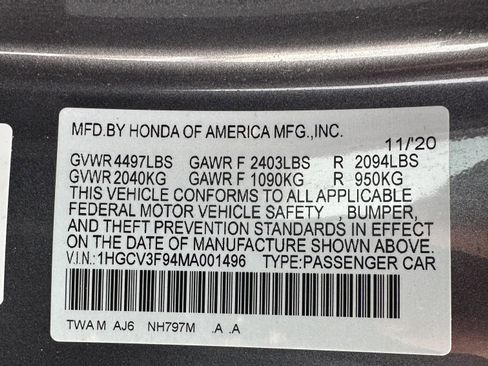 MFD.BY HONDA OF AMERICA MFG.,INC.
11/'20
GVWR 4497LBS GAWR F 2403LBS R 2094LBS
GVWR 2040KG GAWR F 1090KG R 950KG
THIS VEHICLE CONFORMS TO ALL APPLICABLE
FEDERAL MOTOR VEHICLE SAFETY , BUMPER,
AND THEFT PREVENTION STANDARDS IN EFFECT
ON THE DATE OF MANUFACTURE SHOWN ABOVE.
V.I.N.:1HGCV3F94MA001496 TYPE:PASSENGER CAR
TWA M AJ6 NH797M .A .A